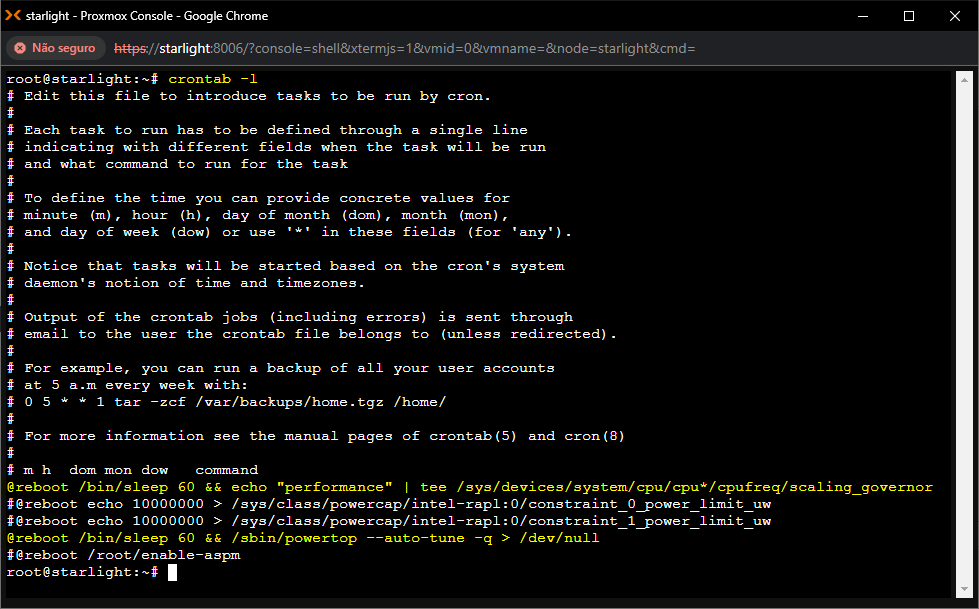 starlight - Proxmox Console - Google Chrome
Não seguro https://starlight:8006/?console=shell&xtermjs=1&vmid=0&vmname=&node=starlight&cmd=
root@starlight:~# crontab -l
# Edit this file to introduce tasks to be run by cron.
#
# Each task to run has to be defined through a single line
# indicating with different fields when the task will be run
# and what command to run for the task
#
# To define the time you can provide concrete values for
# minute (m), hour (h), day of month (dom), month (mon),
# and day of week (dow) or use '*' in these fields (for 'any').
#
# Notice that tasks will be started based on the cron's system
# daemon's notion of time and timezones.
#
# Output of the crontab jobs (including errors) is sent through
# email to the user the crontab file belongs to (unless redirected).
#
# For example, you can run a backup of all your user accounts
# at 5 a.m every week with:
# 0 5 * * 1 tar -zcf /var/backups/home.tgz /home/
#
# For more information see the manual pages of crontab(5) and cron(8)
#
# m h  dom mon dow   command
@reboot /bin/sleep 60 && echo "performance" | tee /sys/devices/system/cpu/cpu*/cpufreq/scaling_governor
#@reboot echo 10000000 > /sys/class/powercap/intel-rapl:0/constraint_0_power_limit_uw
#@reboot echo 10000000 > /sys/class/powercap/intel-rapl:0/constraint_1_power_limit_uw
@reboot /bin/sleep 60 && /sbin/powertop --auto-tune -q > /dev/null
#@reboot /root/enable-aspm
root@starlight:~#